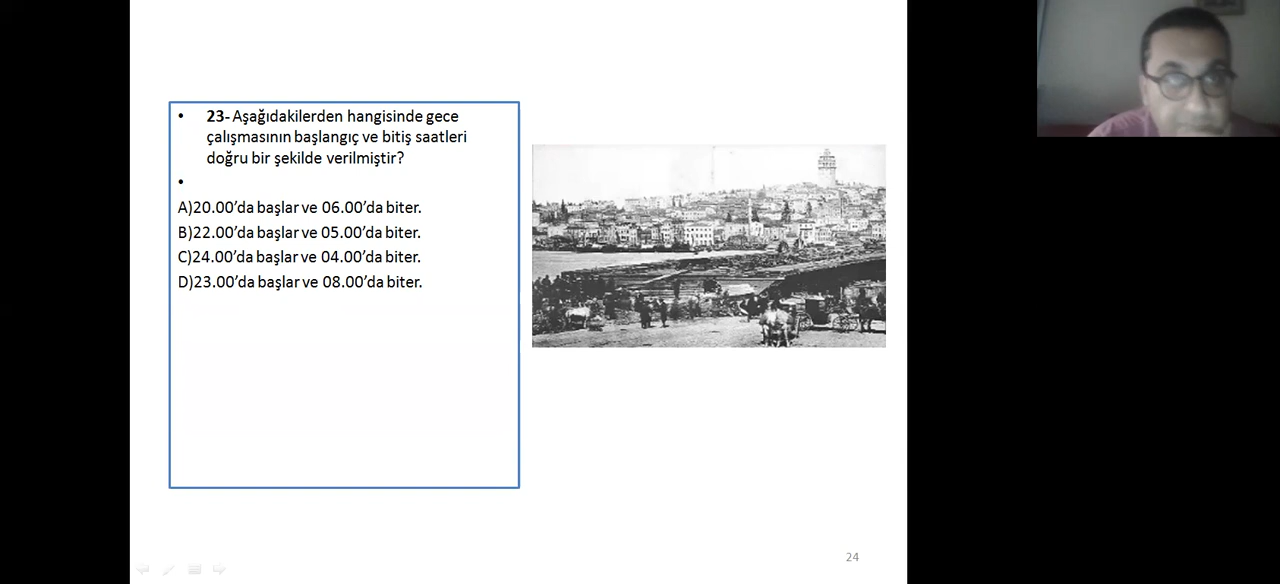 23- Aşağıdakilerden hangisinde gece
çalışmasının başlangıç ve bitiş saatleri
doğru bir şekilde verilmiştir?
A)20.00’da başlar ve 06.00’da biter.
B)22.00’da başlar ve 05.00’da biter.
C)24.00’da başlar ve 04.00’da biter.
D)23.00’da başlar ve 08.00’da biter.
24